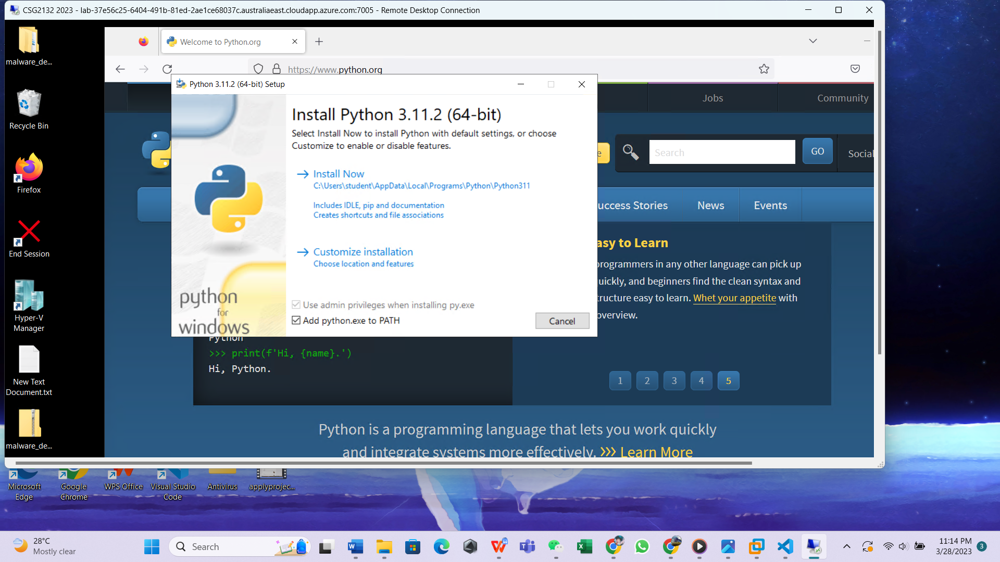 CSG2132 2023 - lab-37e56c25-6404-491b-81ed-2ae1ce68037c.australiaeast.cloudapp.azure.com:7005 - Remote Desktop Connection
malware_de...
Recycle Bin
Firefox
End Session
Hyper-V
Manager
New Text
Document.txt
malware_de...
Welcome to Python.org
https://www.python.org
Jobs
Community
Search
GO
Social
uccess Stories
News
Events
Python 3.11.2 (64-bit) Setup
Install Python 3.11.2 (64-bit)
Select Install Now to install Python with default settings, or choose
Customize to enable or disable features.
Install Now
C:\Users\student\AppData\Local\Programs\Python\Python311
Includes IDLE, pip and documentation
Creates shortcuts and file associations
Customize installation
Choose location and features
Use admin privileges when installing py.exe
Add python.exe to PATH
Cancel
python
for
windows
asy to Learn
programmers in any other language can pick up
uickly, and beginners find the clean syntax and
tructure easy to learn. Whet your appetite with
overview.
Python
>>> print(f'Hi, {name}.')
Hi, Python.
1 2 3 4 5
Python is a programming language that lets you work quickly
and integrate systems more effectively. >>> Learn More
Microsoft
Edge
Google
Chrome
WPS Office
Visual Studio
Code
Antivirus
applyprojec...
28°C
Mostly clear
Search
11:14 PM
3/28/2023
3